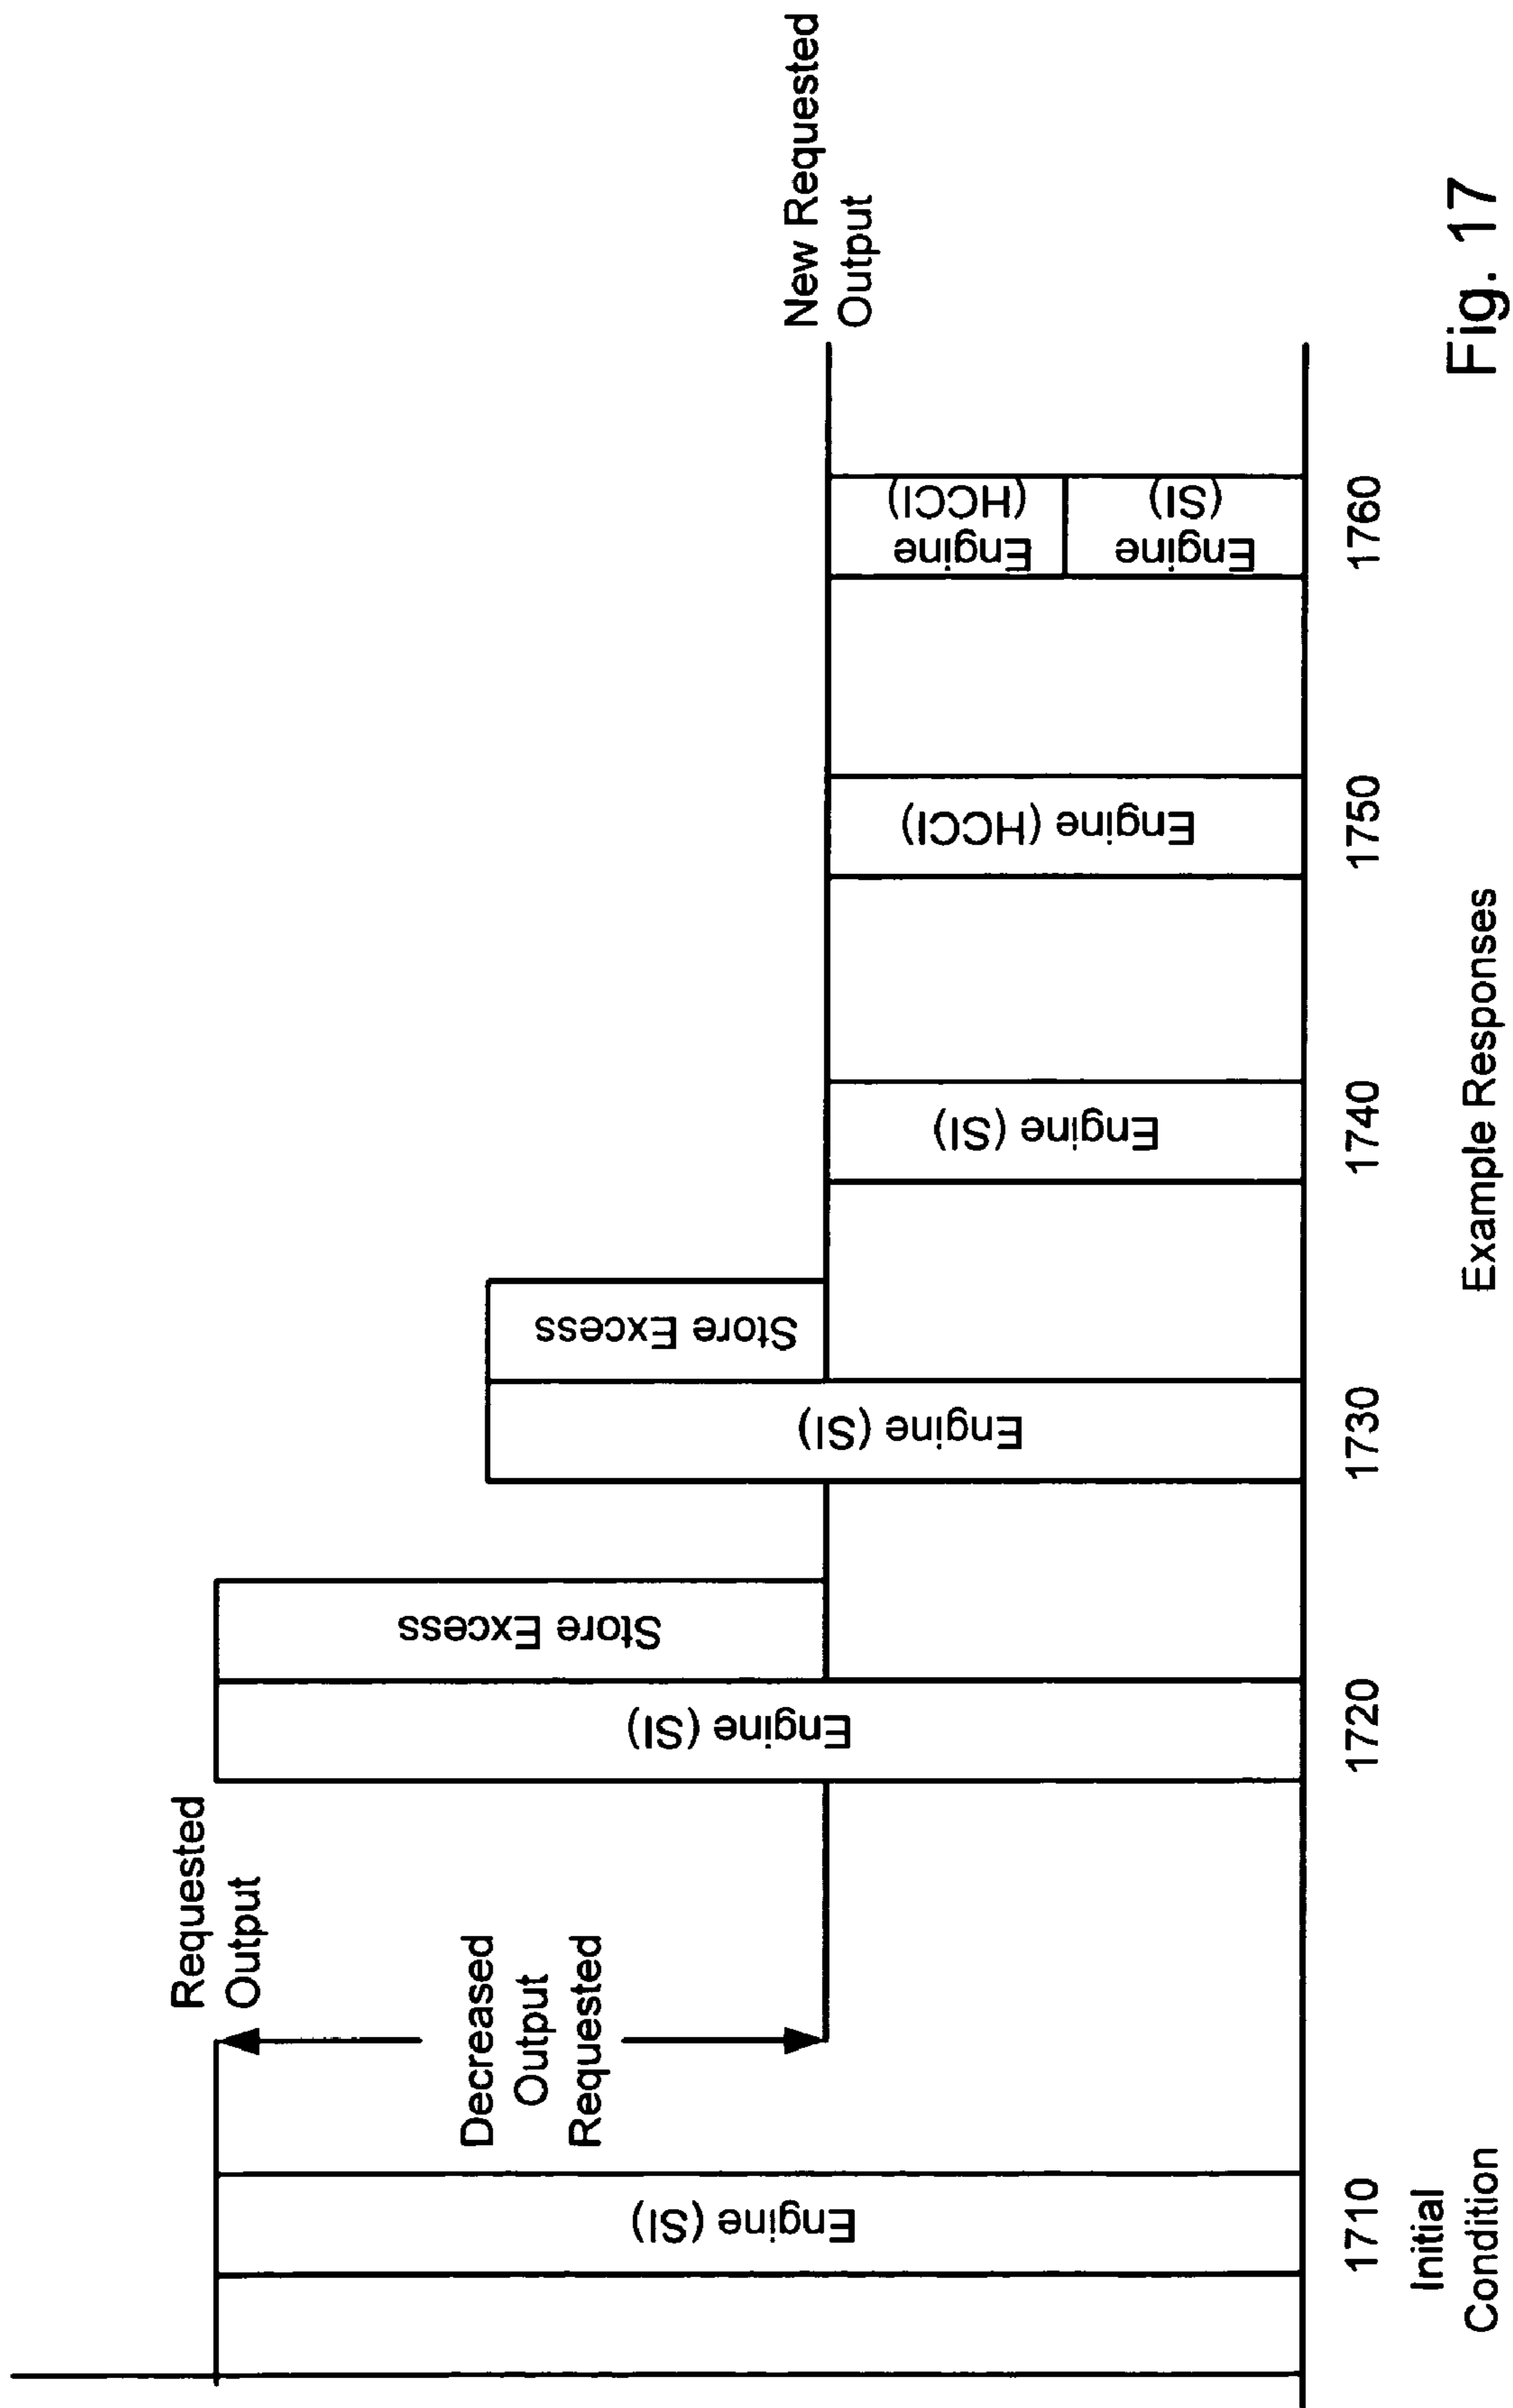 Requested
Output
New Requested
Output
Decreased
Output
Requested
Engine (SI)
Engine (SI)
Store Excess
Engine (SI)
Store Excess
Engine (SI)
Engine (HCCI)
Engine
(HCCI)
Engine
(SI)
1710
1720
1730
1740
1750
1760
Initial
Condition
Example Responses
Fig. 17